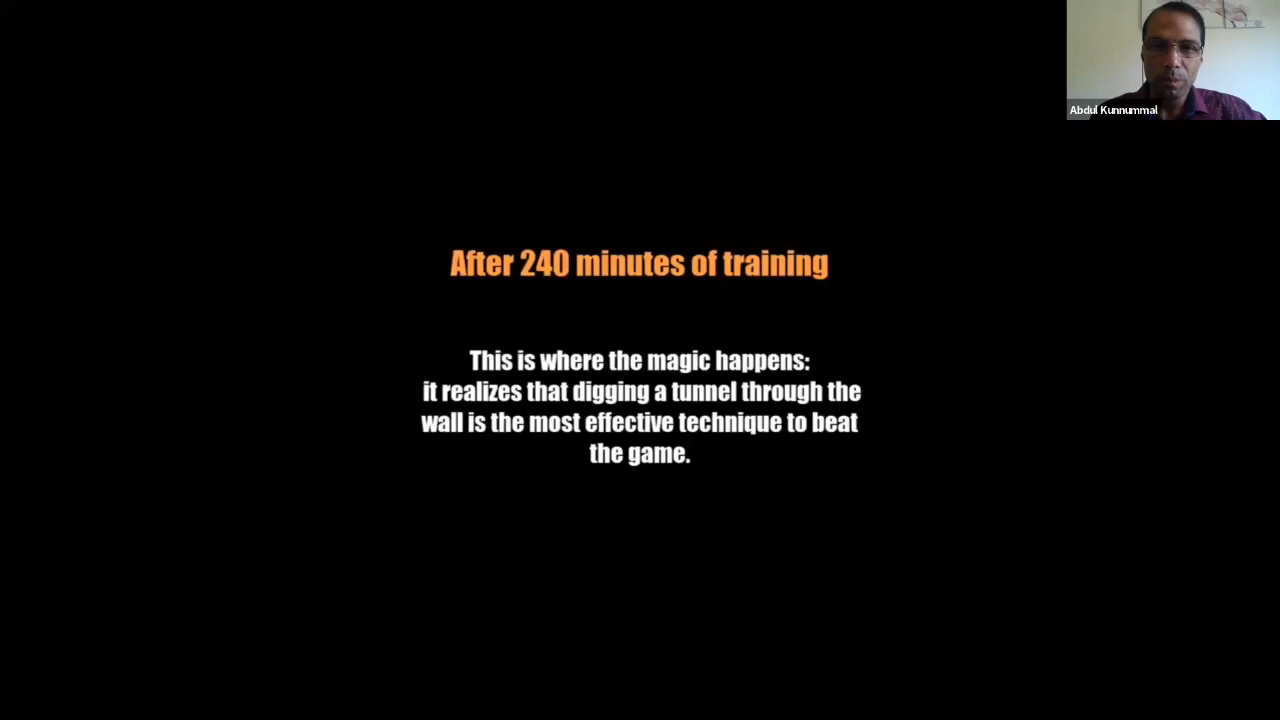 Abdul Kunnummal
After 240 minutes of training
This is where the magic happens:
it realizes that digging a tunnel through the
wall is the most effective technique to beat
the game.